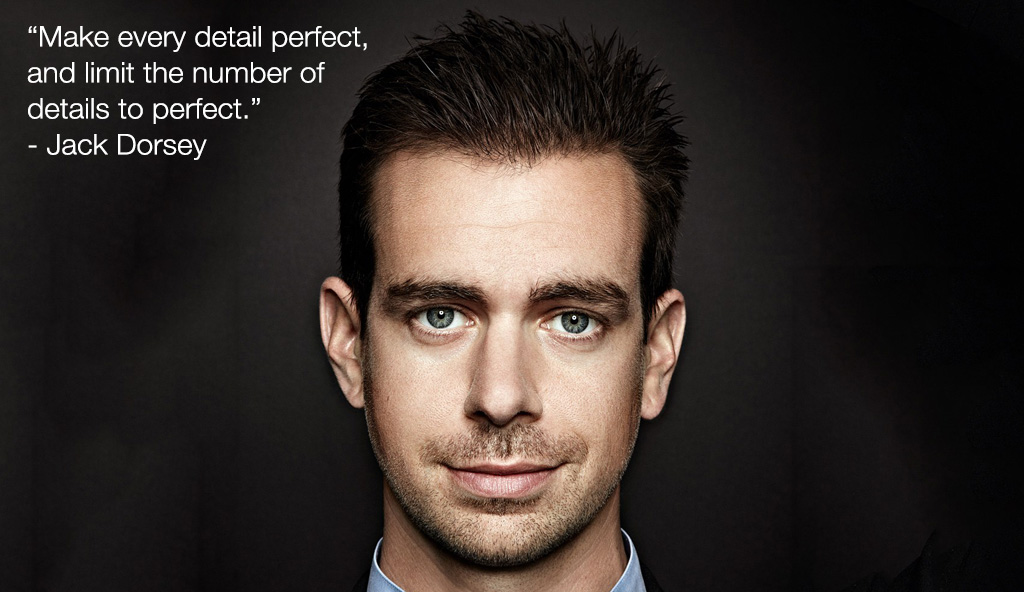 “Make every detail perfect,
and limit the number of
details to perfect.”
- Jack Dorsey